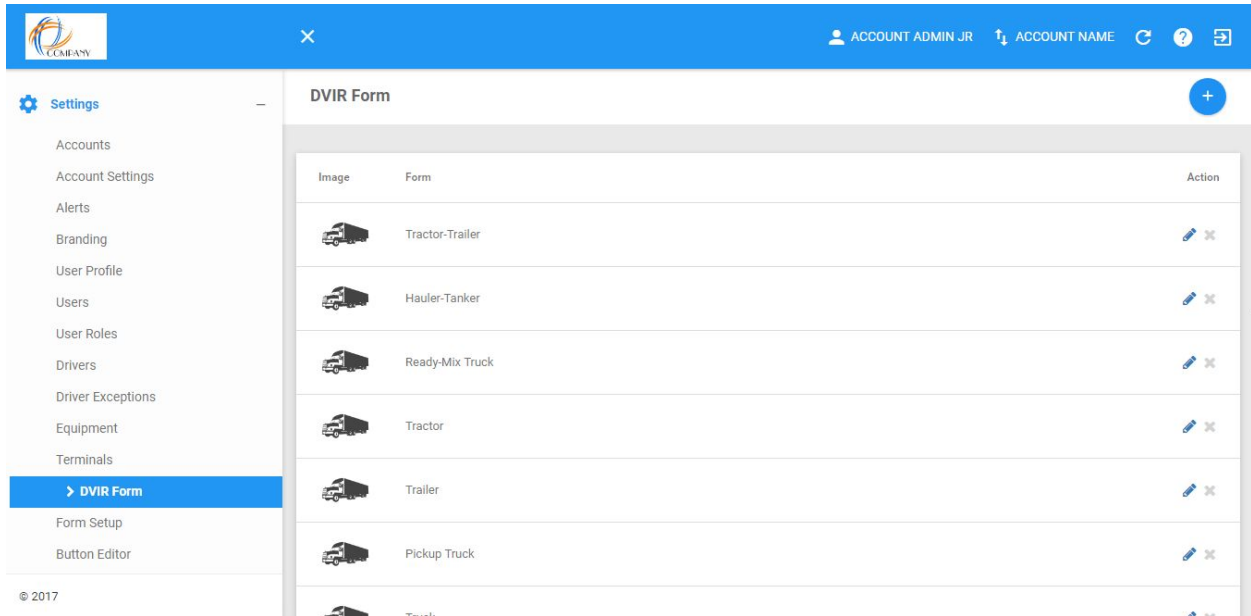 COMPANY
ACCOUNT ADMIN JR
ACCOUNT NAME
Settings
Accounts
Account Settings
Alerts
Branding
User Profile
Users
User Roles
Drivers
Driver Exceptions
Equipment
Terminals
DVIR Form
Form Setup
Button Editor
© 2017
DVIR Form
Image Form Action
Tractor-Trailer
Hauler-Tanker
Ready-Mix Truck
Tractor
Trailer
Pickup Truck
Truck